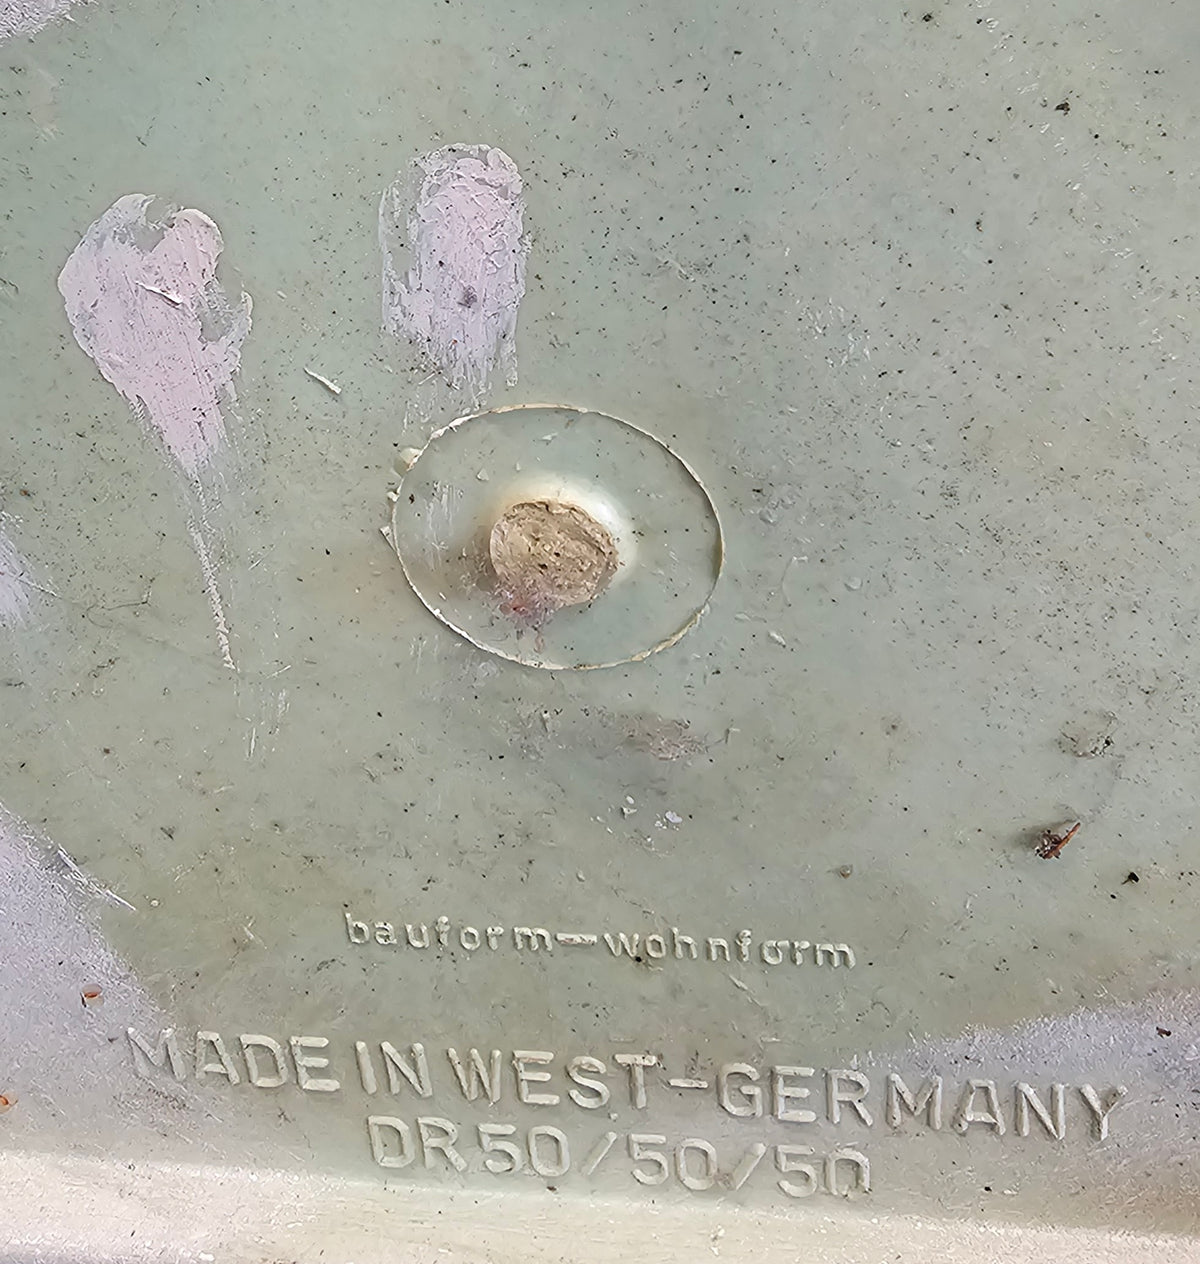 bauform-wohnform
MADE IN WEST-GERMANY
DR 50/50/50